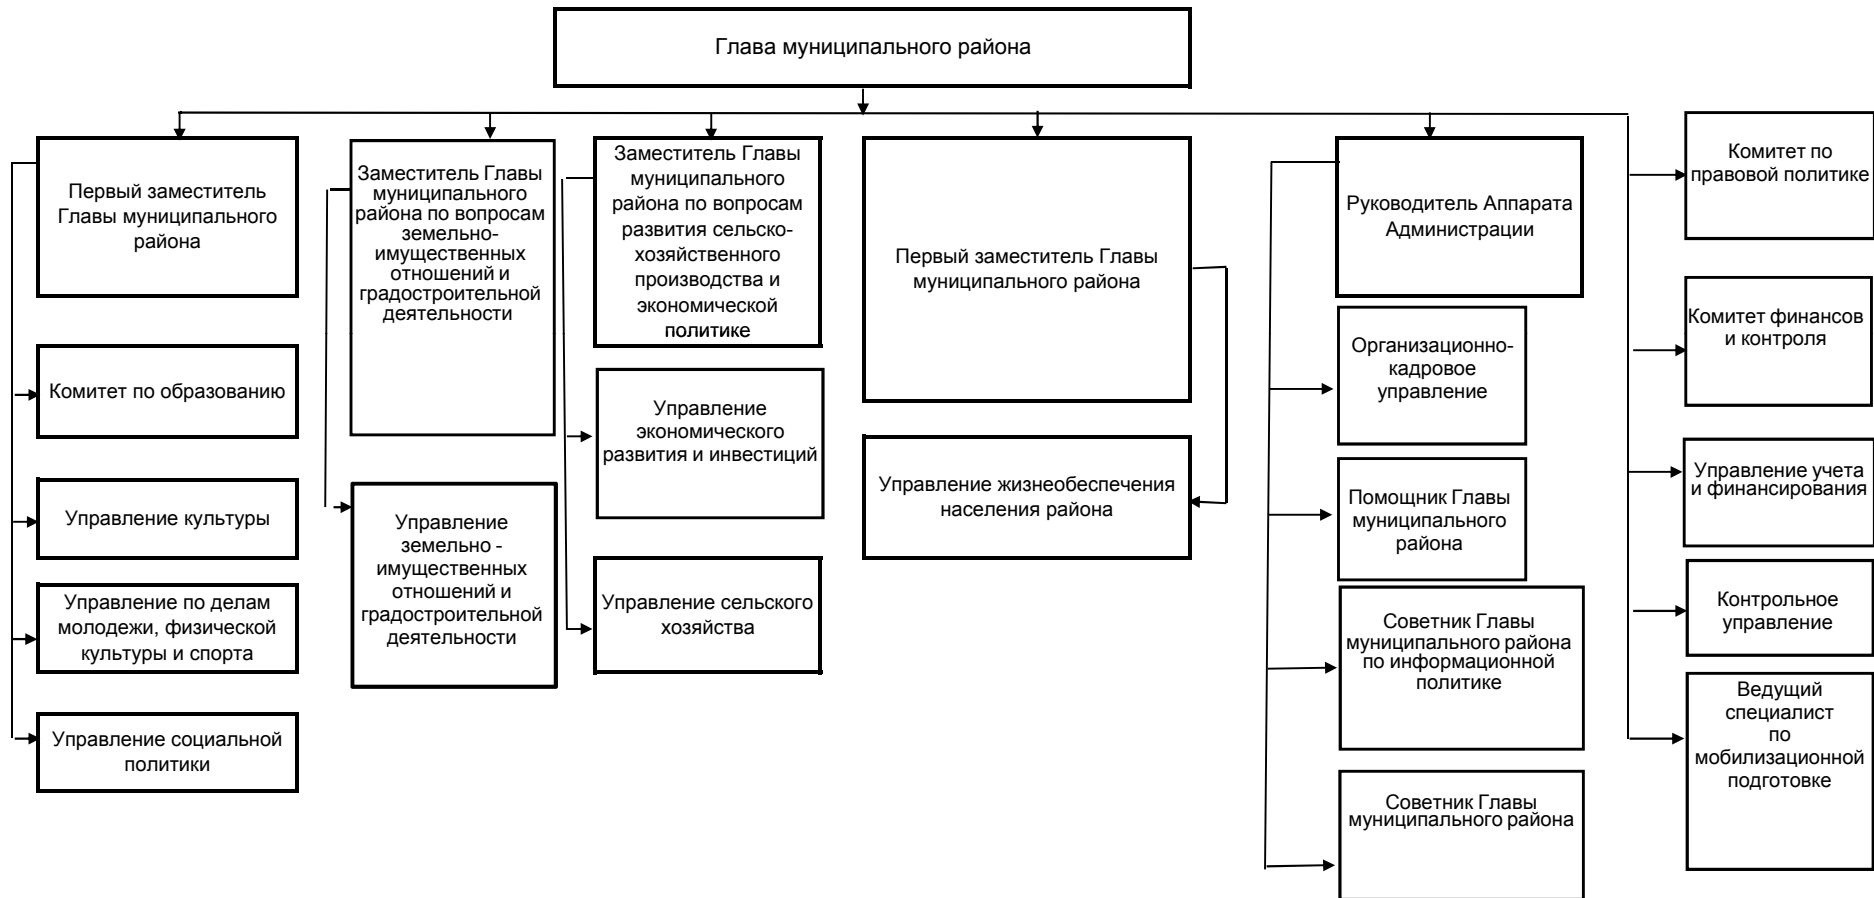 Глава муниципального района
Первый заместитель
Главы муниципального
района
Комитет по образованию
Управление культуры
Управление по делам
молодежи, физической
культуры и спорта
Управление социальной
политики
Заместитель Главы
муниципального
района по вопросам
земельно-
имущественных
отношений и
градостроительной
деятельности
Управление
земельно -
имущественных
отношений и
градостроительной
деятельности
Заместитель Главы
муниципального
района по вопросам
развития сельско-
хозяйственного
производства и
экономической
политике
Управление
экономического
развития и инвестиций
Управление сельского
хозяйства
Первый заместитель Главы
муниципального района
Управление жизнеобеспечения
населения района
Руководитель Аппарата
Администрации
Организационно-
кадровое
управление
Помощник Главы
муниципального
района
Советник Главы
муниципального района
по информационной
политике
Советник Главы
муниципального района
Комитет по
правовой политике
Комитет финансов
и контроля
Управление учета
и финансирования
Контрольное
управление
Ведущий
специалист
по
мобилизационной
подготовке